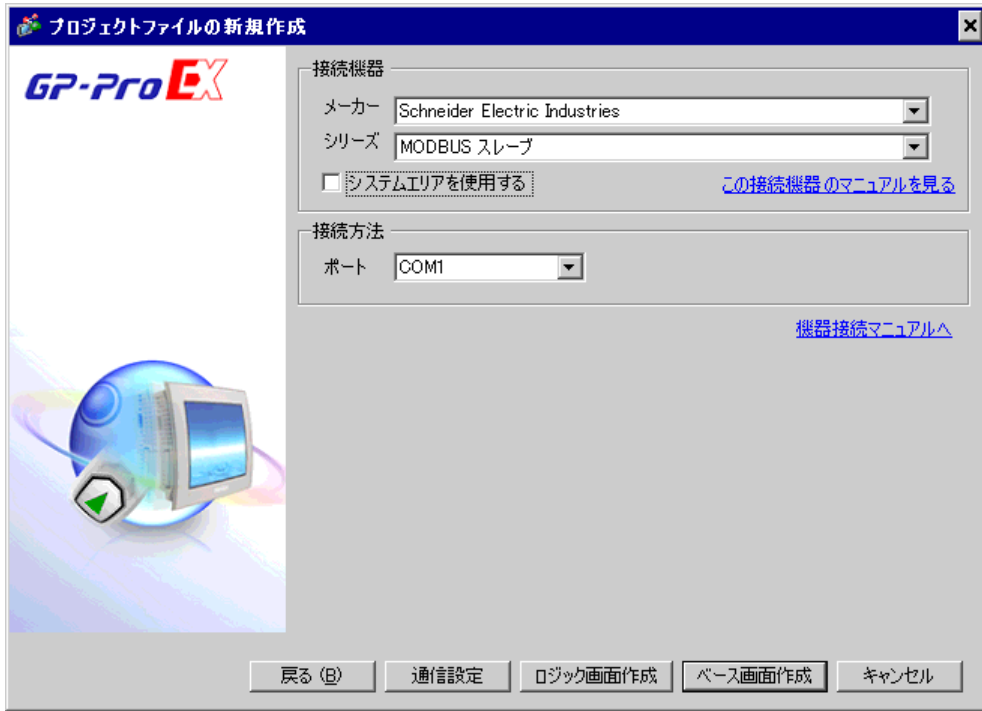 プロジェクトファイルの新規作成
GP-Pro EX
接続機器
メーカー Schneider Electric Industries
シリーズ MODBUS スレーブ
システムエリアを使用する この接続機器のマニュアルを見る
接続方法
ポート COM1
機器接続マニュアルへ
戻る (B) 通信設定 ロジック画面作成 ベース画面作成 キャンセル